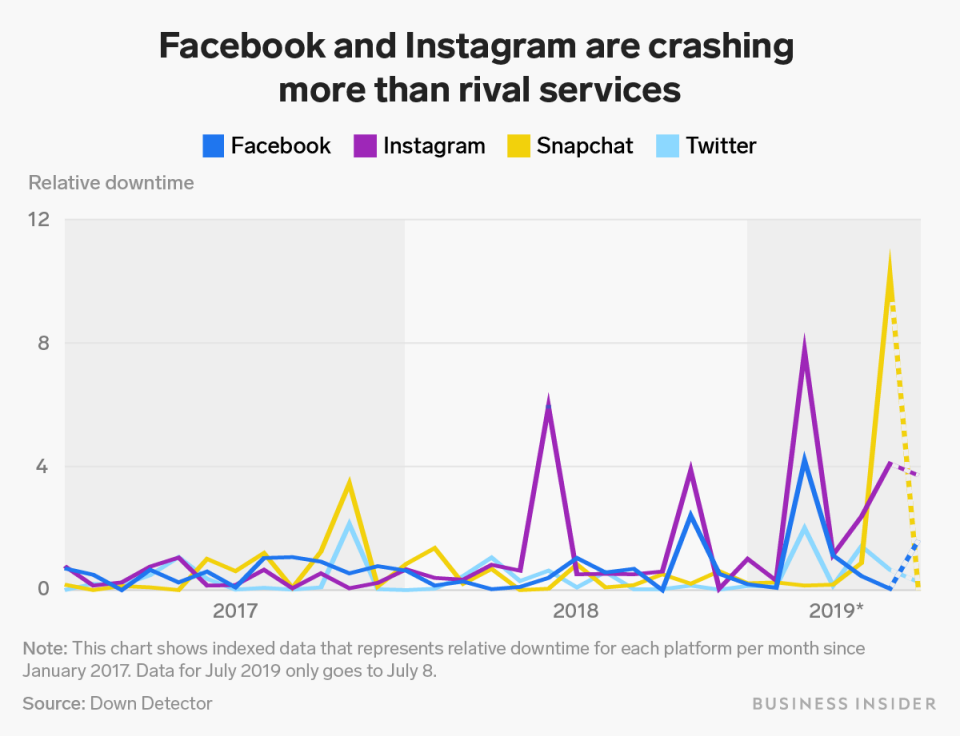 Facebook and Instagram are crashing
more than rival services
Facebook Instagram Snapchat Twitter
Relative downtime
12
8
4
0
2017 2018 2019*
Note: This chart shows indexed data that represents relative downtime for each platform per month since
January 2017. Data for July 2019 only goes to July 8.
Source: Down Detector
BUSINESS INSIDER